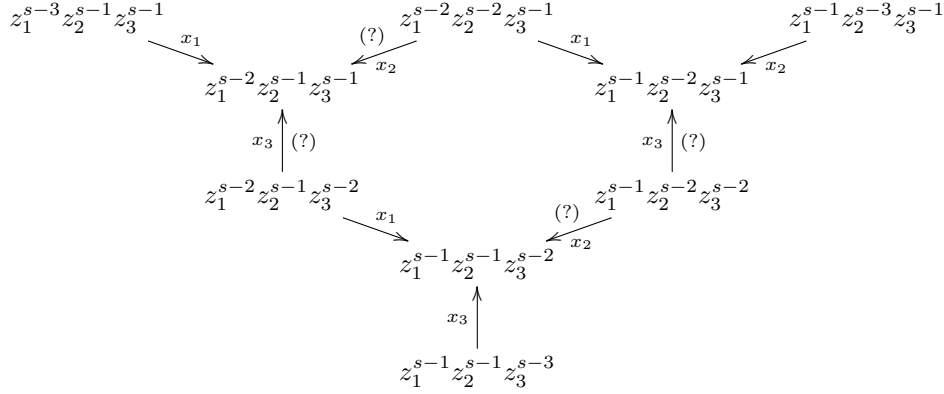 z_1^{s-3}z_2^{s-1}z_3^{s-1} z_1^{s-2}z_2^{s-2}z_3^{s-1} z_1^{s-1}z_2^{s-3}z_3^{s-1}
x_1 (?) x_2 x_1 x_2
z_1^{s-2}z_2^{s-1}z_3^{s-1} z_1^{s-1}z_2^{s-2}z_3^{s-1}
x_3 (?) x_3 (?)
z_1^{s-2}z_2^{s-1}z_3^{s-2} z_1^{s-1}z_2^{s-2}z_3^{s-2}
x_1 (?) x_2
z_1^{s-1}z_2^{s-1}z_3^{s-2}
x_3
z_1^{s-1}z_2^{s-1}z_3^{s-3}